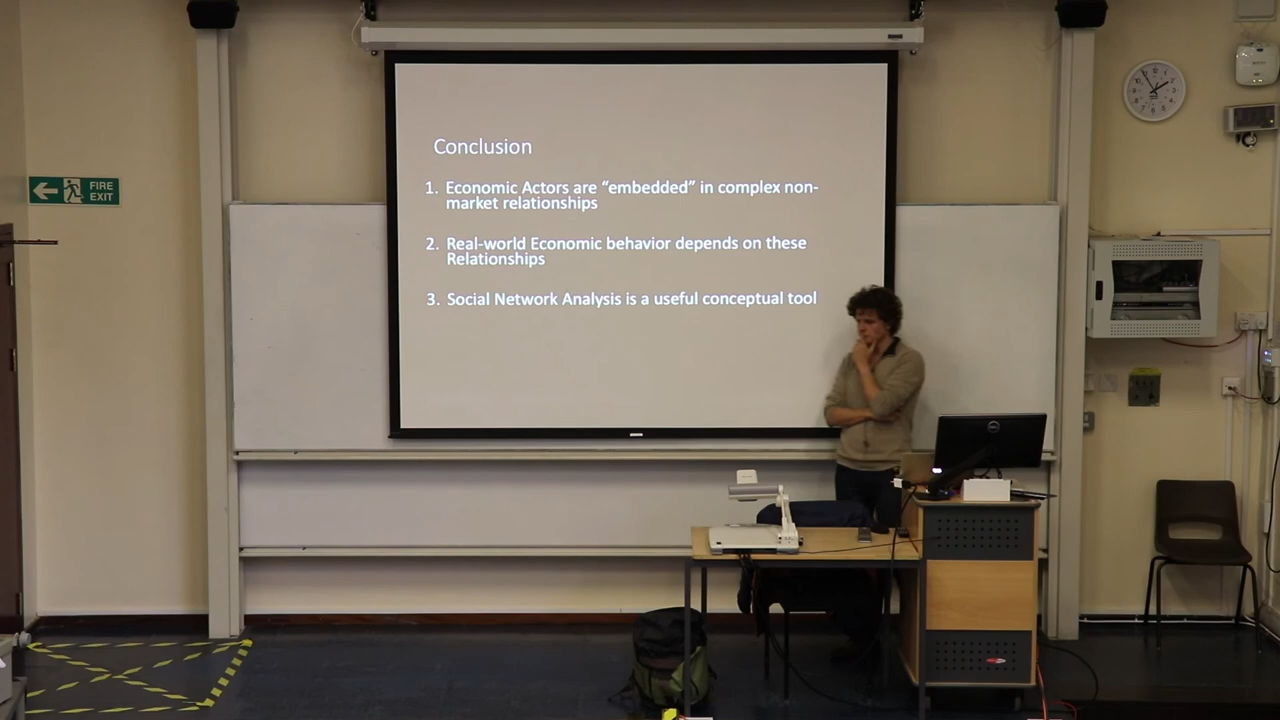 Conclusion
1. Economic Actors are “embedded” in complex non-
market relationships
2. Real-world Economic behavior depends on these
Relationships
3. Social Network Analysis is a useful conceptual tool
FIRE
EXIT
DELL